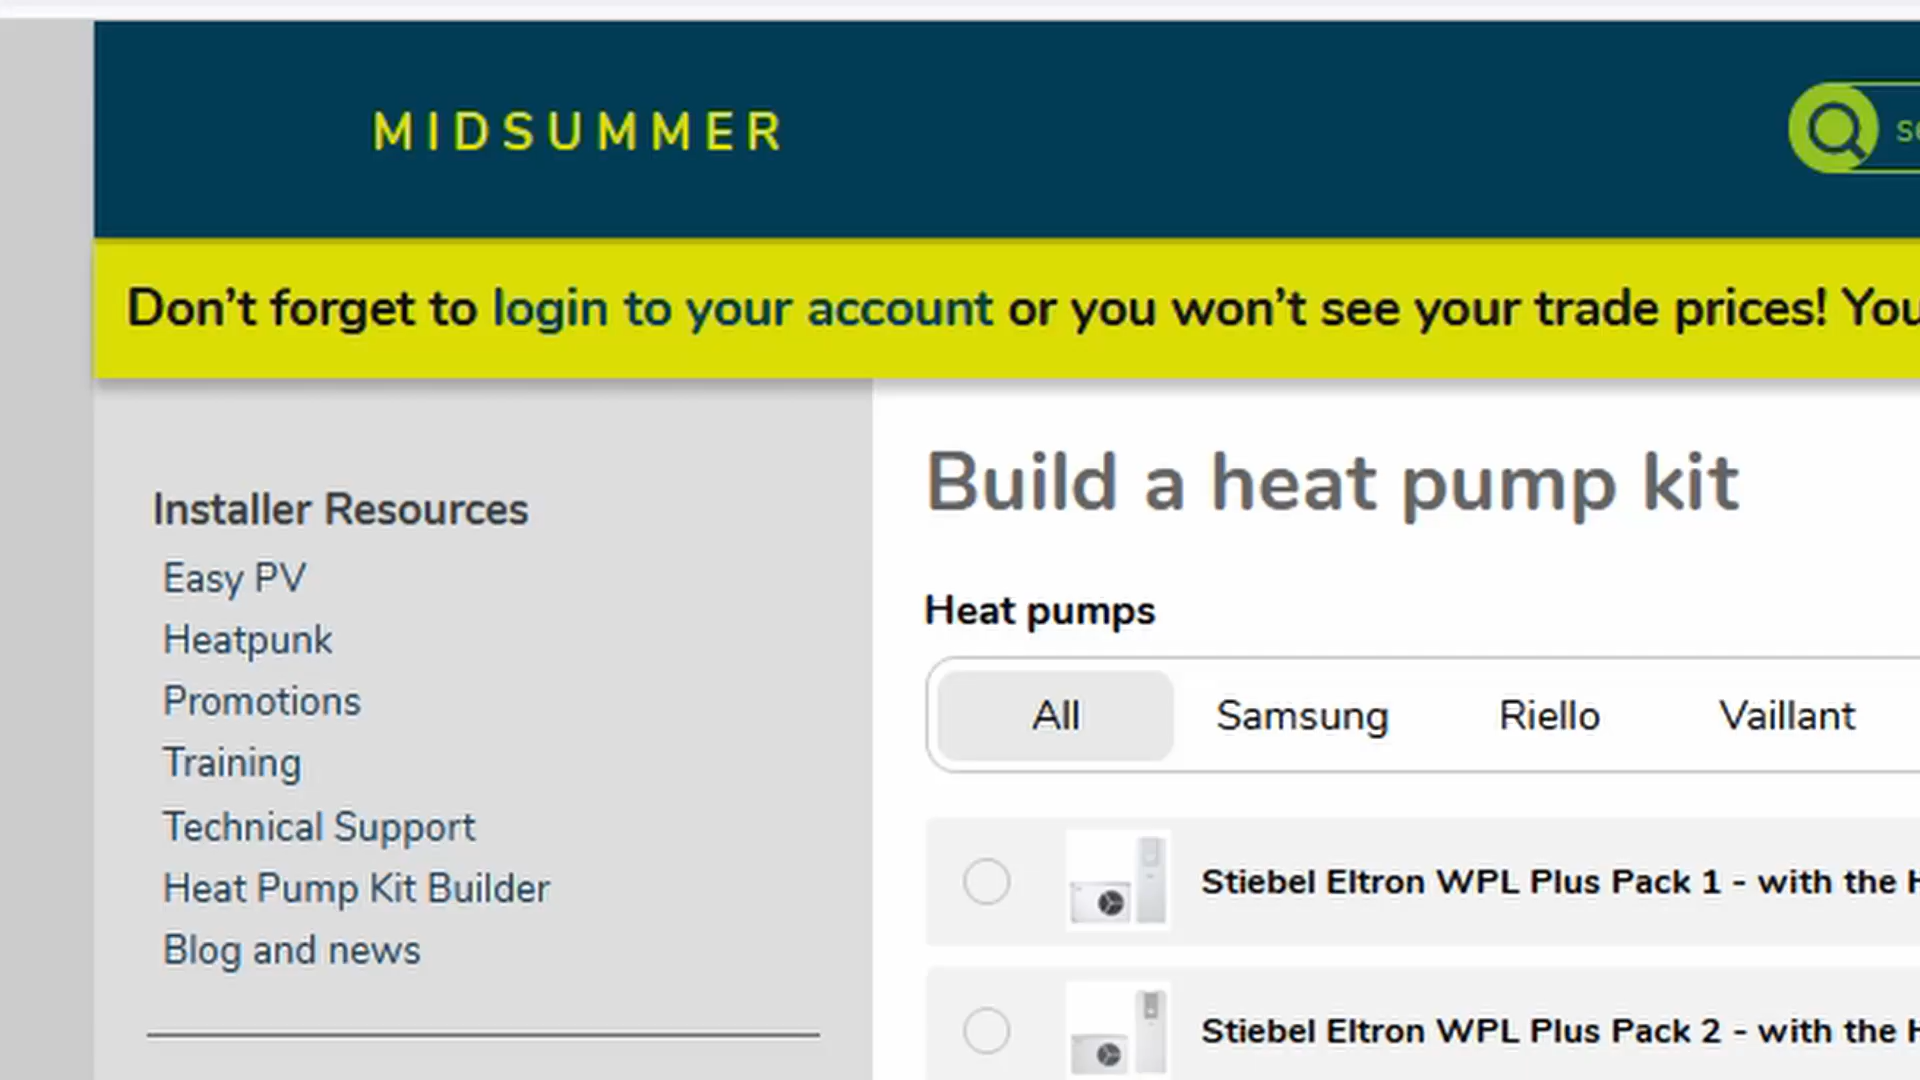 MIDSUMMER
Don't forget to login to your account or you won't see your trade prices! You
Installer Resources
Easy PV
Heatpunk
Promotions
Training
Technical Support
Heat Pump Kit Builder
Blog and news
Build a heat pump kit
Heat pumps
All Samsung Riello Vaillant
Stiebel Eltron WPL Plus Pack 1 - with the
Stiebel Eltron WPL Plus Pack 2 - with the